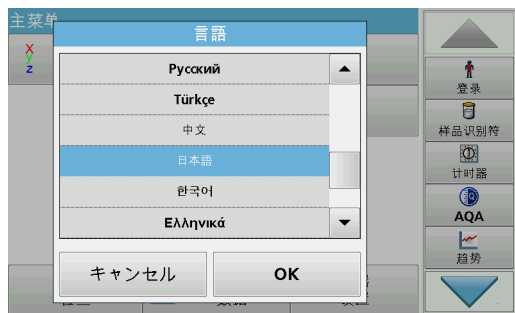 主菜单
言語
x
y
z
Русский
Türkçe
中文
日本語
한국어
Ελληνικά
キャンセル
OK
登录
样品识别符
计时器
AQA
趋势